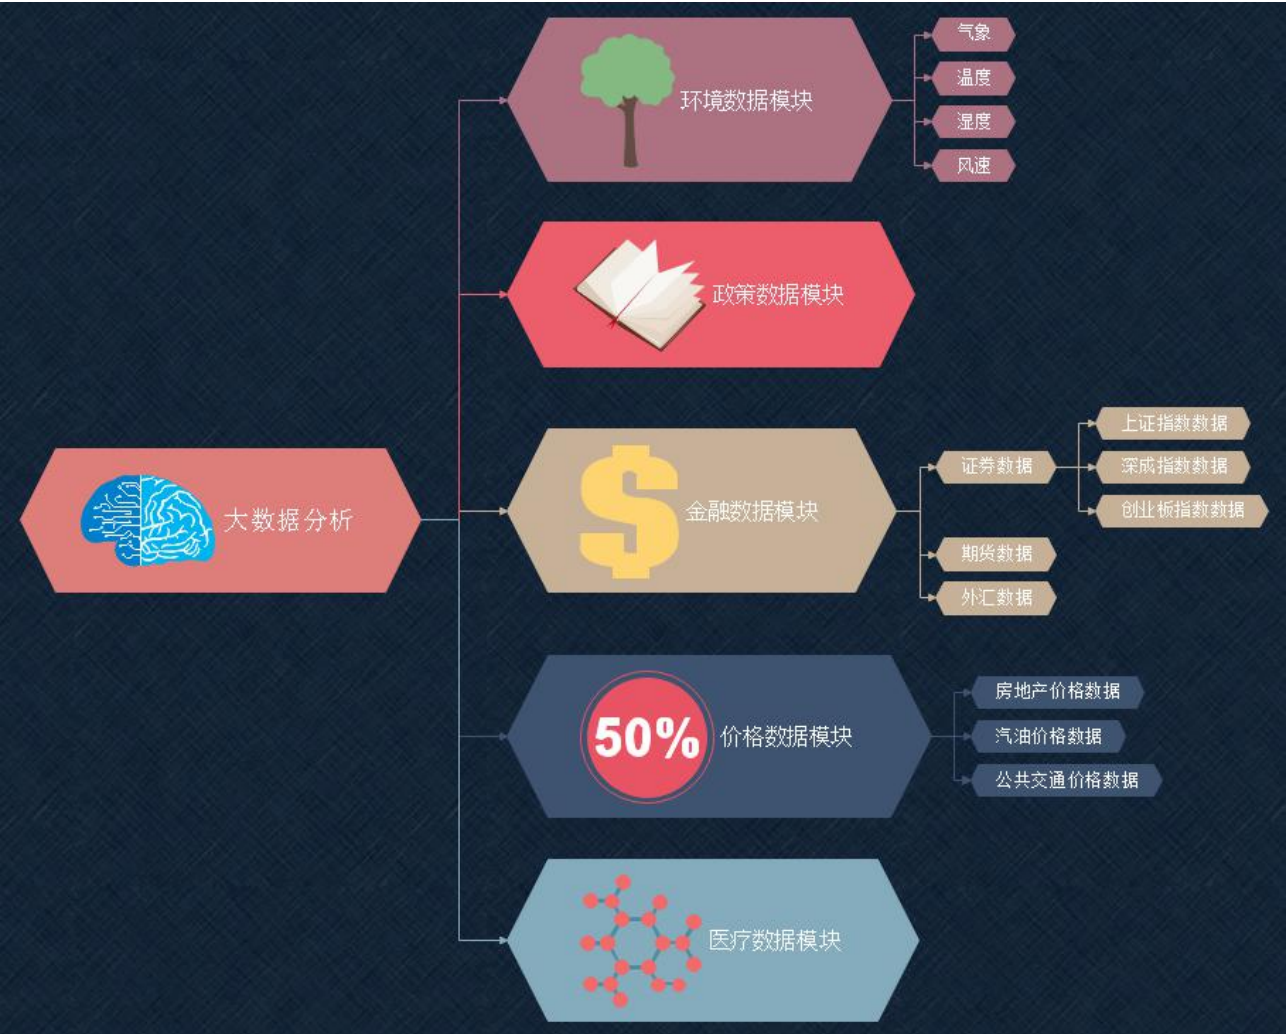 大数据分析
环境数据模块
气象
温度
湿度
风速
政策数据模块
金融数据模块
证券数据
上证指数数据
深成指数数据
创业板指数数据
期货数据
外汇数据
50%
价格数据模块
房地产价格数据
汽油价格数据
公共交通价格数据
医疗数据模块